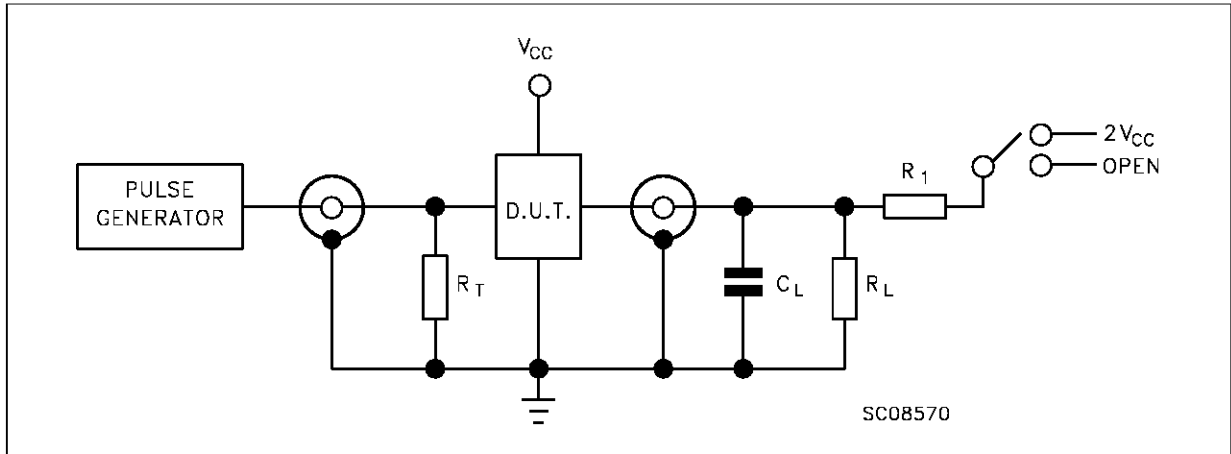 VCC
PULSE
GENERATOR
D.U.T.
RT
CL
RL
R1
2VCC
OPEN
SC08570